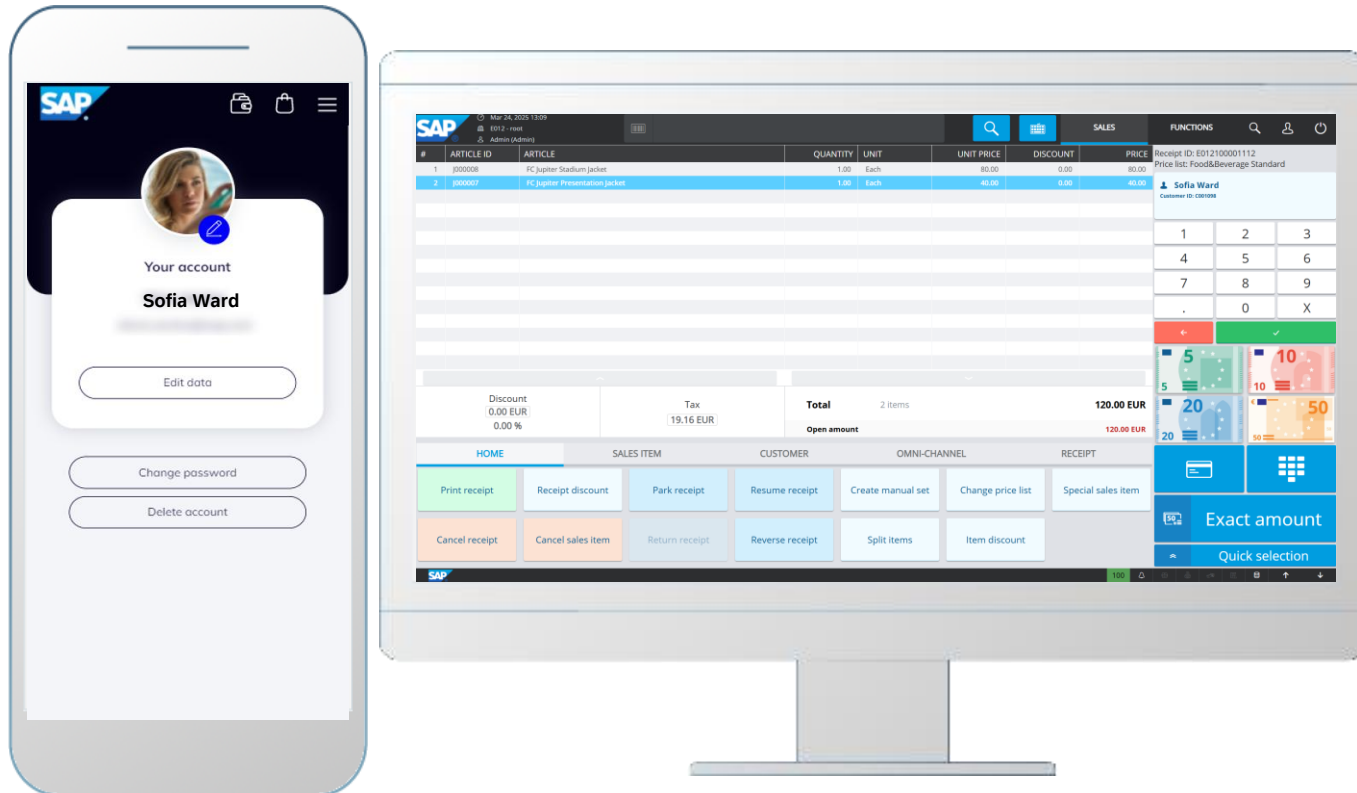 SAP
Your account
Sofia Ward
Edit data
Change password
Delete account
SAP
Mar 24, 2025 13:09
E012 - root
Admin (Admin)
SALES
FUNCTIONS
# ARTICLE ID ARTICLE QUANTITY UNIT UNIT PRICE DISCOUNT PRICE
1 J000008 FC Jupiter Stadium Jacket 1.00 Each 80.00 0.00 80.00
2 J000007 FC Jupiter Presentation Jacket 1.00 Each 40.00 0.00 40.00
Receipt ID: E012100001112
Price list: Food&Beverage Standard
Sofia Ward
Customer ID: C001098
1 2 3
4 5 6
7 8 9
. 0 X
5 10
5 10
20 50
20 50
Discount
0.00 EUR
0.00 %
Tax
19.16 EUR
Total 2 items 120.00 EUR
Open amount 120.00 EUR
HOME SALES ITEM CUSTOMER OMNI-CHANNEL RECEIPT
Print receipt Receipt discount Park receipt Resume receipt Create manual set Change price list Special sales item
Cancel receipt Cancel sales item Return receipt Reverse receipt Split items Item discount
50 Exact amount
Quick selection
SAP
100